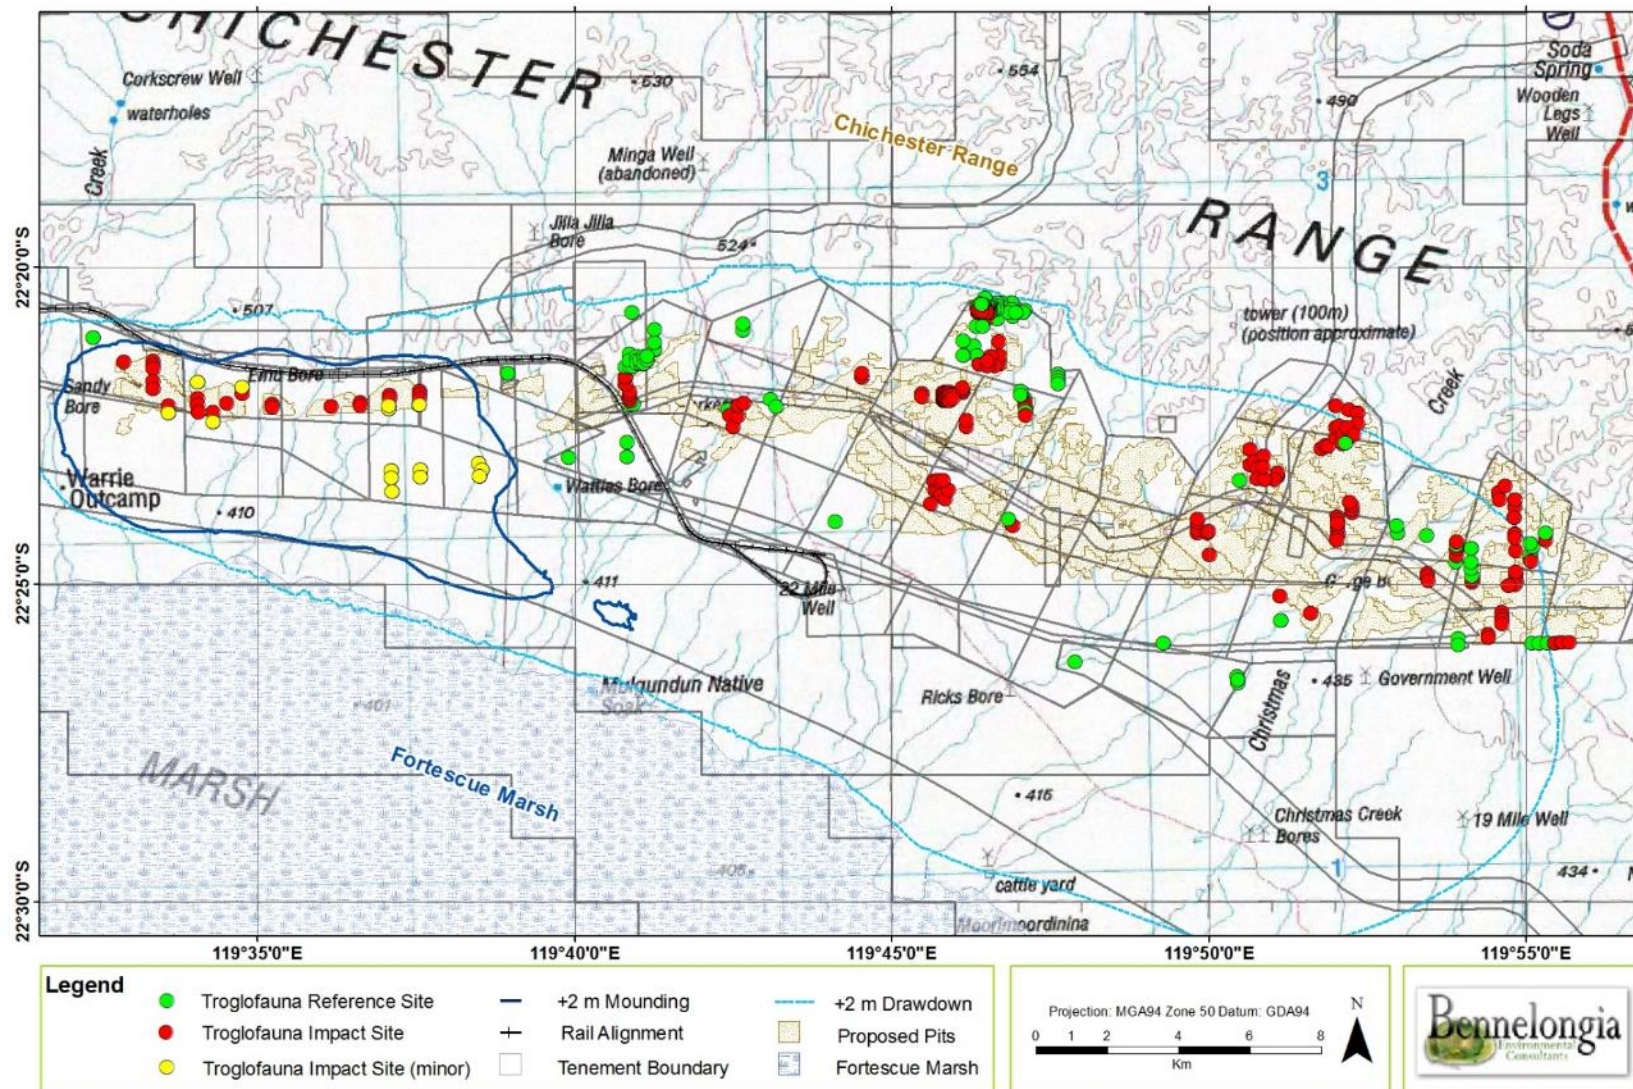 CHICHESTER
Corkscrew Well
waterholes
Creek
630
Minga Well
(abandoned)
Chichester Range
564
490
Soda
Spring
Wooden
Legs
Well
3
Jilla Jilla
Bore
524
RANGE
22°20'0"S
507
tower (100m)
(position approximate)
Emu Bore
Sandy
Bore
Creek
Warrie
Outcamp
Wattles Bore
410
411
22°25'0"S
22 Mile
Well
Mulgundun Native
Soak
401
Ricks Bore
Christmas
435
Government Well
MARSH
Fortescue Marsh
415
Christmas Creek
Bores
19 Mile Well
1
405
434
cattle yard
22°30'0"S
Moorimoordinina
119°35'0"E
119°40'0"E
119°45'0"E
119°50'0"E
119°55'0"E
Legend
Troglofauna Reference Site
+2 m Mounding
+2 m Drawdown
Troglofauna Impact Site
Rail Alignment
Proposed Pits
Troglofauna Impact Site (minor)
Tenement Boundary
Fortescue Marsh
Projection: MGA94 Zone 50 Datum: GDA94
N
0 1 2 4 6 8
Km
Bennelongia
Environmental
Consultants